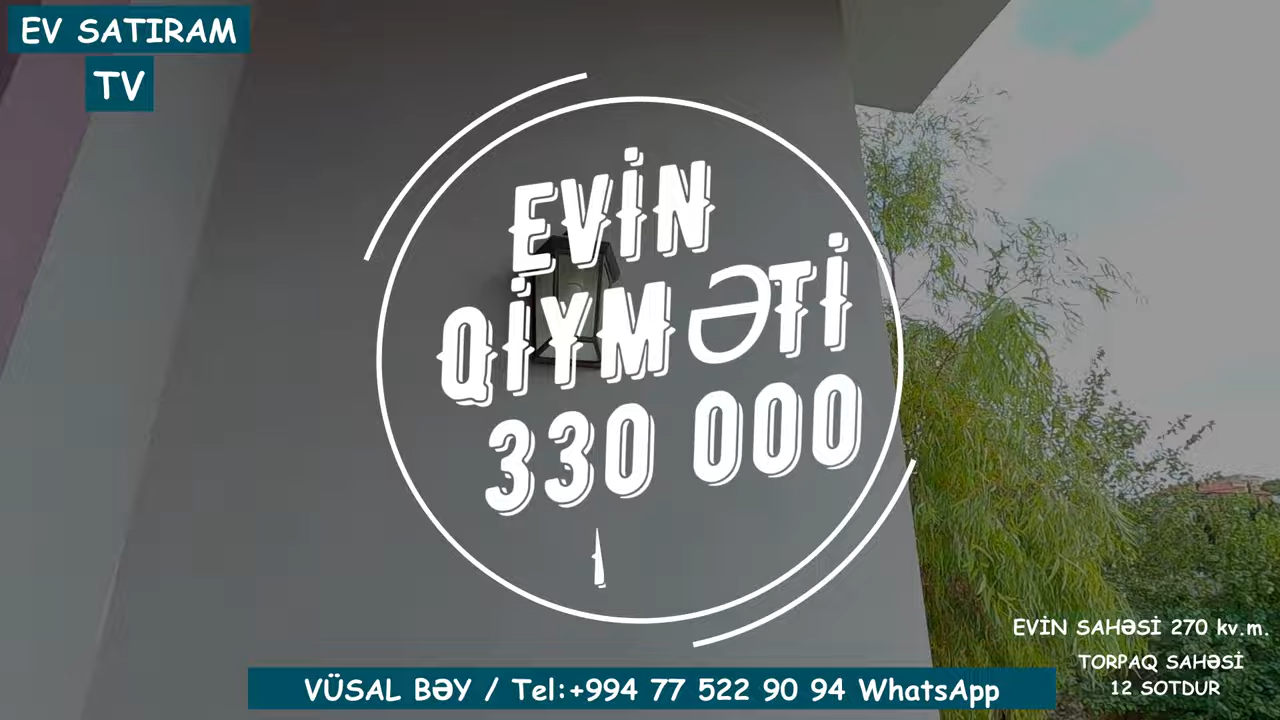 EV SATIRAM
TV
EVİN
QİYMƏTİ
330 000
VÜSAL BƏY / Tel:+994 77 522 90 94 WhatsApp
EVİN SAHƏSİ 270 kv.m.
TORPAQ SAHƏSİ
12 SOTDUR